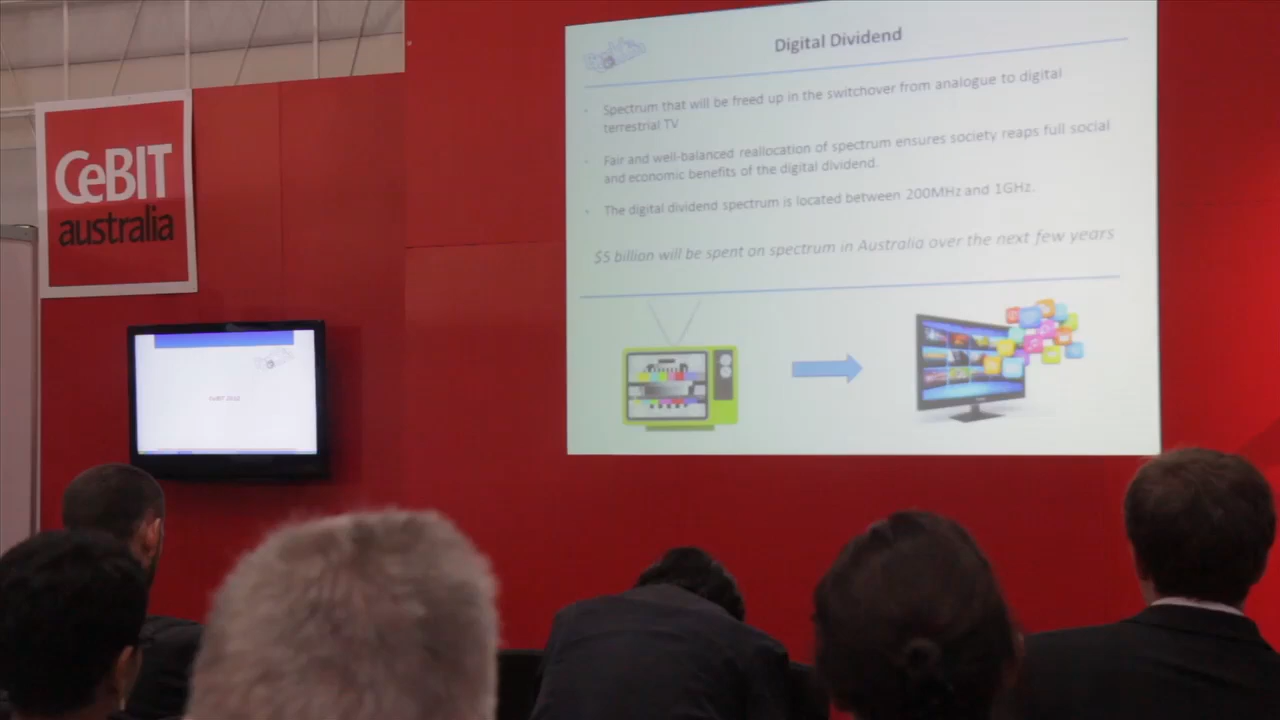 CeBIT
australia
Digital Dividend
Spectrum that will be freed up in the switchover from analogue to digital
terrestrial TV
Fair and well-balanced reallocation of spectrum ensures society reaps full social
and economic benefits of the digital dividend.
The digital dividend spectrum is located between 200MHz and 1GHz.
$5 billion will be spent on spectrum in Australia over the next few years